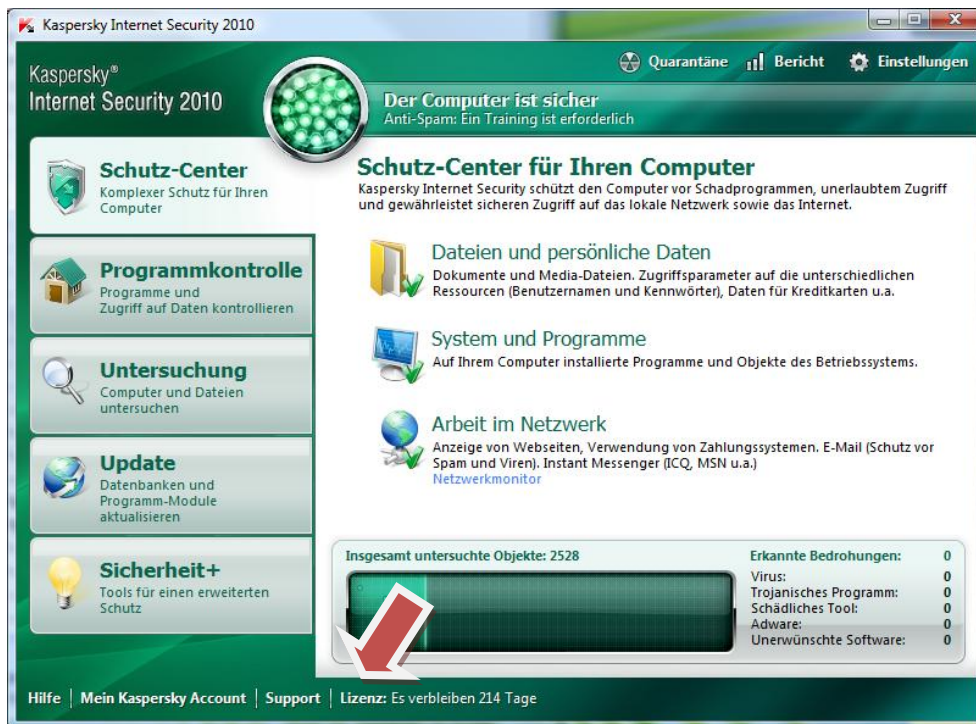 Kaspersky Internet Security 2010
Quarantäne
Bericht
Einstellungen
Kaspersky®
Internet Security 2010
Der Computer ist sicher
Anti-Spam: Ein Training ist erforderlich
Schutz-Center
Komplexer Schutz für Ihren
Computer
Programmkontrolle
Programme und
Zugriff auf Daten kontrollieren
Untersuchung
Computer und Dateien
untersuchen
Update
Datenbanken und
Programm-Module
aktualisieren
Sicherheit+
Tools für einen erweiterten
Schutz
Schutz-Center für Ihren Computer
Kaspersky Internet Security schützt den Computer vor Schadprogrammen, unerlaubtem Zugriff
und gewährleistet sicheren Zugriff auf das lokale Netzwerk sowie das Internet.
Dateien und persönliche Daten
Dokumente und Media-Dateien. Zugriffsparameter auf die unterschiedlichen
Ressourcen (Benutzernamen und Kennwörter), Daten für Kreditkarten u.a.
System und Programme
Auf Ihrem Computer installierte Programme und Objekte des Betriebssystems.
Arbeit im Netzwerk
Anzeige von Webseiten, Verwendung von Zahlungssystemen. E-Mail (Schutz vor
Spam und Viren). Instant Messenger (ICQ, MSN u.a.)
Netzwerkmonitor
Insgesamt untersuchte Objekte: 2528
Erkannte Bedrohungen: 0
Virus: 0
Trojanisches Programm: 0
Schädliches Tool: 0
Adware: 0
Unerwünschte Software: 0
Hilfe | Mein Kaspersky Account | Support | Lizenz: Es verbleiben 214 Tage